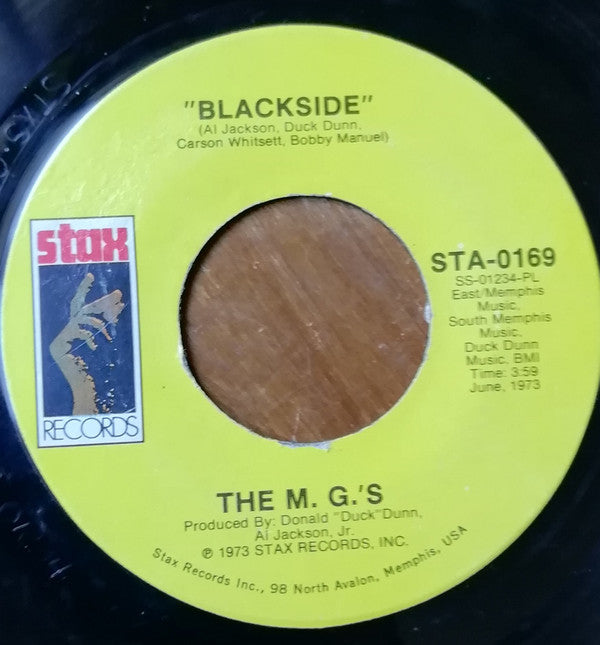 "BLACKSIDE"
(Al Jackson, Duck Dunn,
Carson Whitsett, Bobby Manuel)
stax
RECORDS
STA-0169
SS-01234-PL
East/Memphis
Music,
South Memphis
Music,
Duck Dunn
Music, BMI
Time: 3:59
June, 1973
THE M. G.'S
Produced By: Donald "Duck"Dunn,
Al Jackson, Jr.
℗ 1973 STAX RECORDS, INC.
Stax Records Inc., 98 North Avalon, Memphis, USA